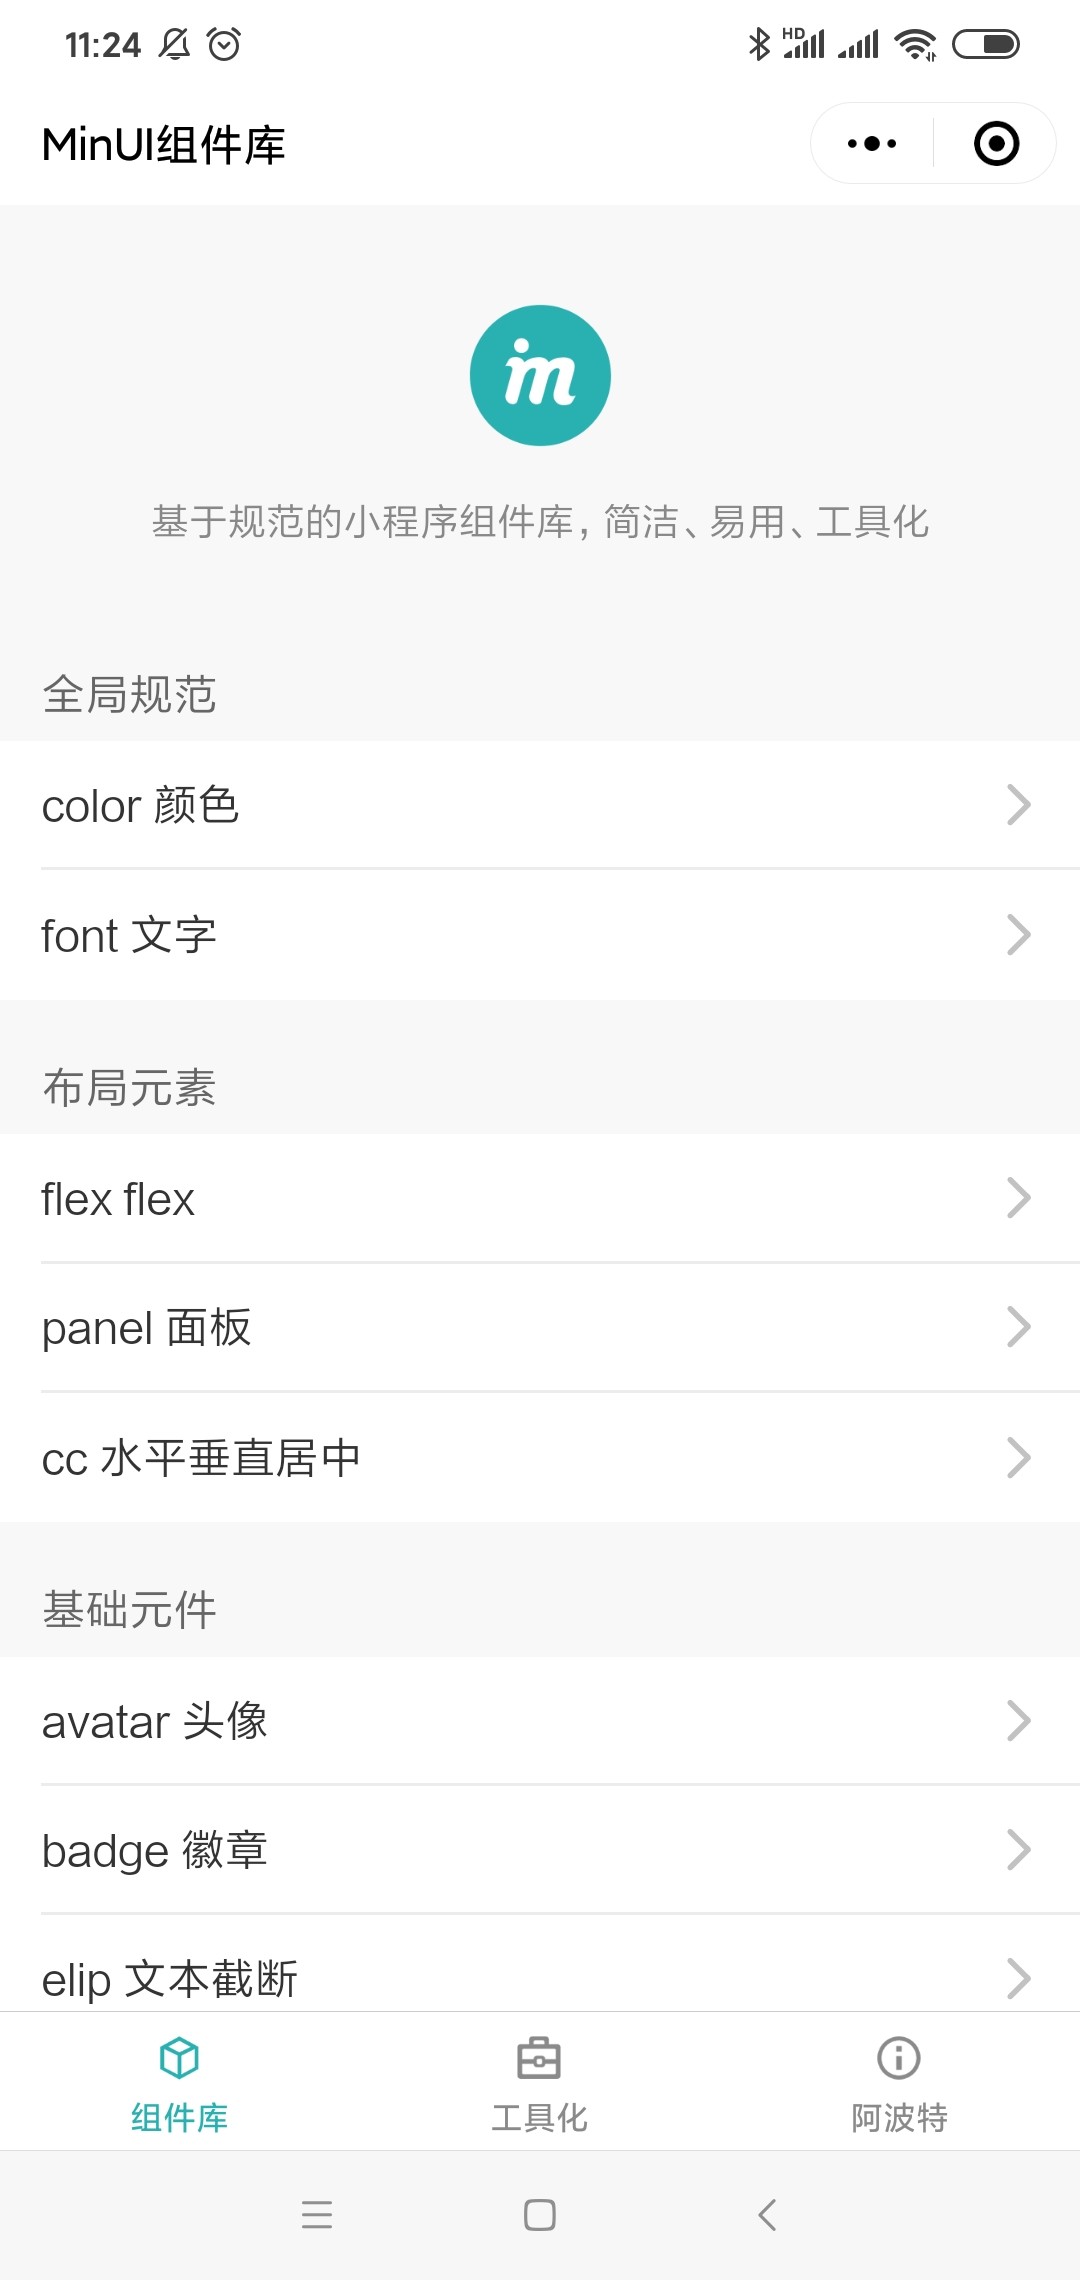 11:24
HD
MinUI组件库
m
基于规范的小程序组件库，简洁、易用、工具化
全局规范
color 颜色
font 文字
布局元素
flex flex
panel 面板
cc 水平垂直居中
基础元件
avatar 头像
badge 徽章
elip 文本截断
组件库
工具化
阿波特